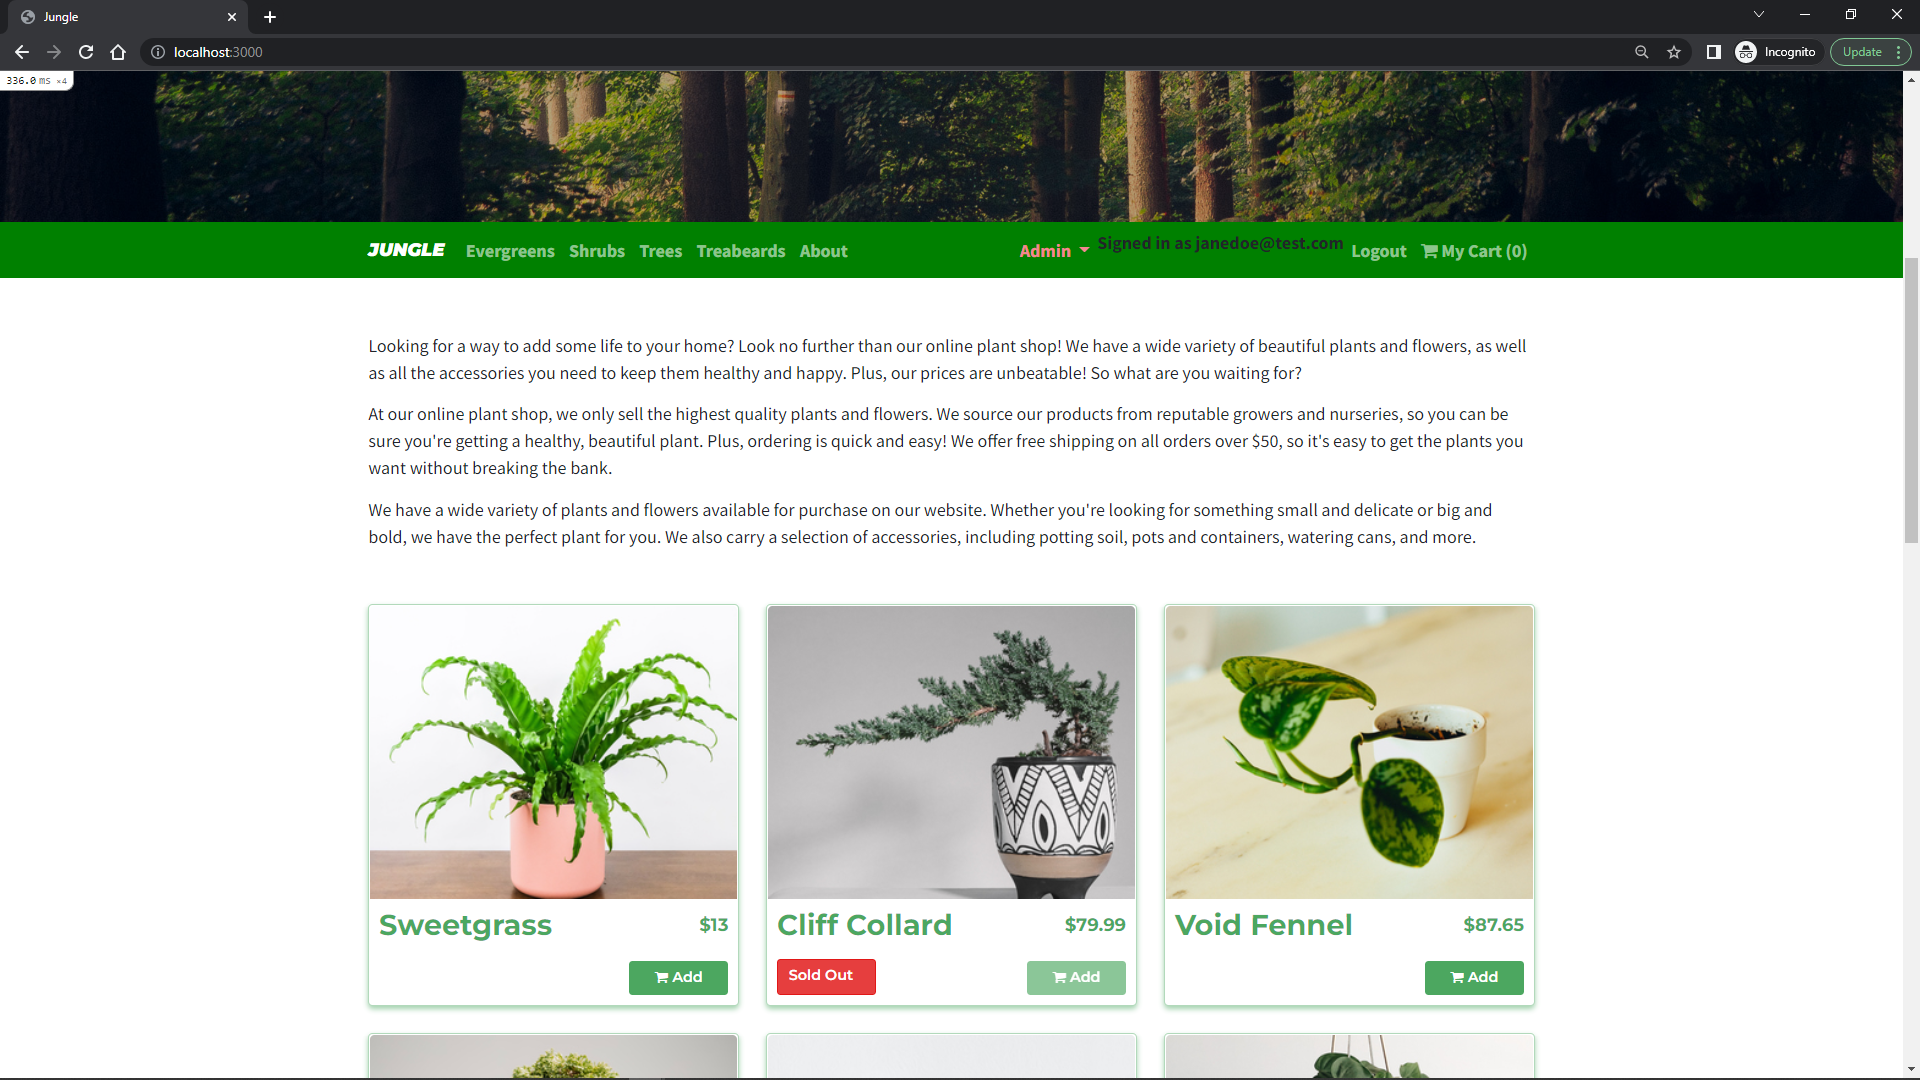 Jungle
localhost:3000
Incognito
Update
336.0 ms ×4
JUNGLE Evergreens Shrubs Trees Treabeards About Admin Signed in as janedoe@test.com Logout My Cart (0)
Looking for a way to add some life to your home? Look no further than our online plant shop! We have a wide variety of beautiful plants and flowers, as well
as all the accessories you need to keep them healthy and happy. Plus, our prices are unbeatable! So what are you waiting for?
At our online plant shop, we only sell the highest quality plants and flowers. We source our products from reputable growers and nurseries, so you can be
sure you're getting a healthy, beautiful plant. Plus, ordering is quick and easy! We offer free shipping on all orders over $50, so it's easy to get the plants you
want without breaking the bank.
We have a wide variety of plants and flowers available for purchase on our website. Whether you're looking for something small and delicate or big and
bold, we have the perfect plant for you. We also carry a selection of accessories, including potting soil, pots and containers, watering cans, and more.
Sweetgrass $13
Add
Cliff Collard $79.99
Sold Out Add
Void Fennel $87.65
Add